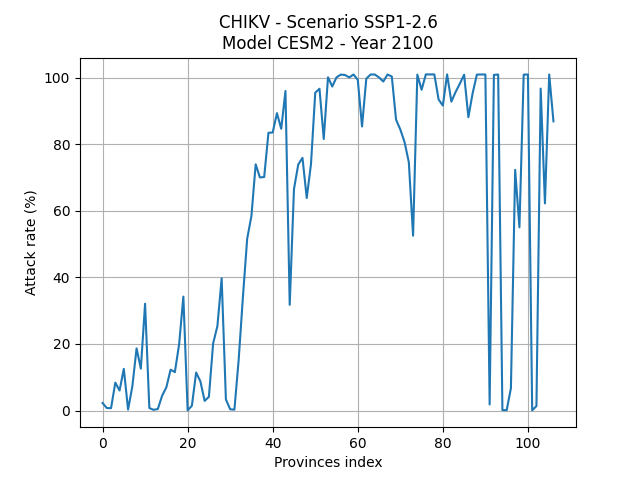 CHIKV - Scenario SSP1-2.6
Model CESM2 - Year 2100
Attack rate (%)
100
80
60
40
20
0
0 20 40 60 80 100
Provinces index